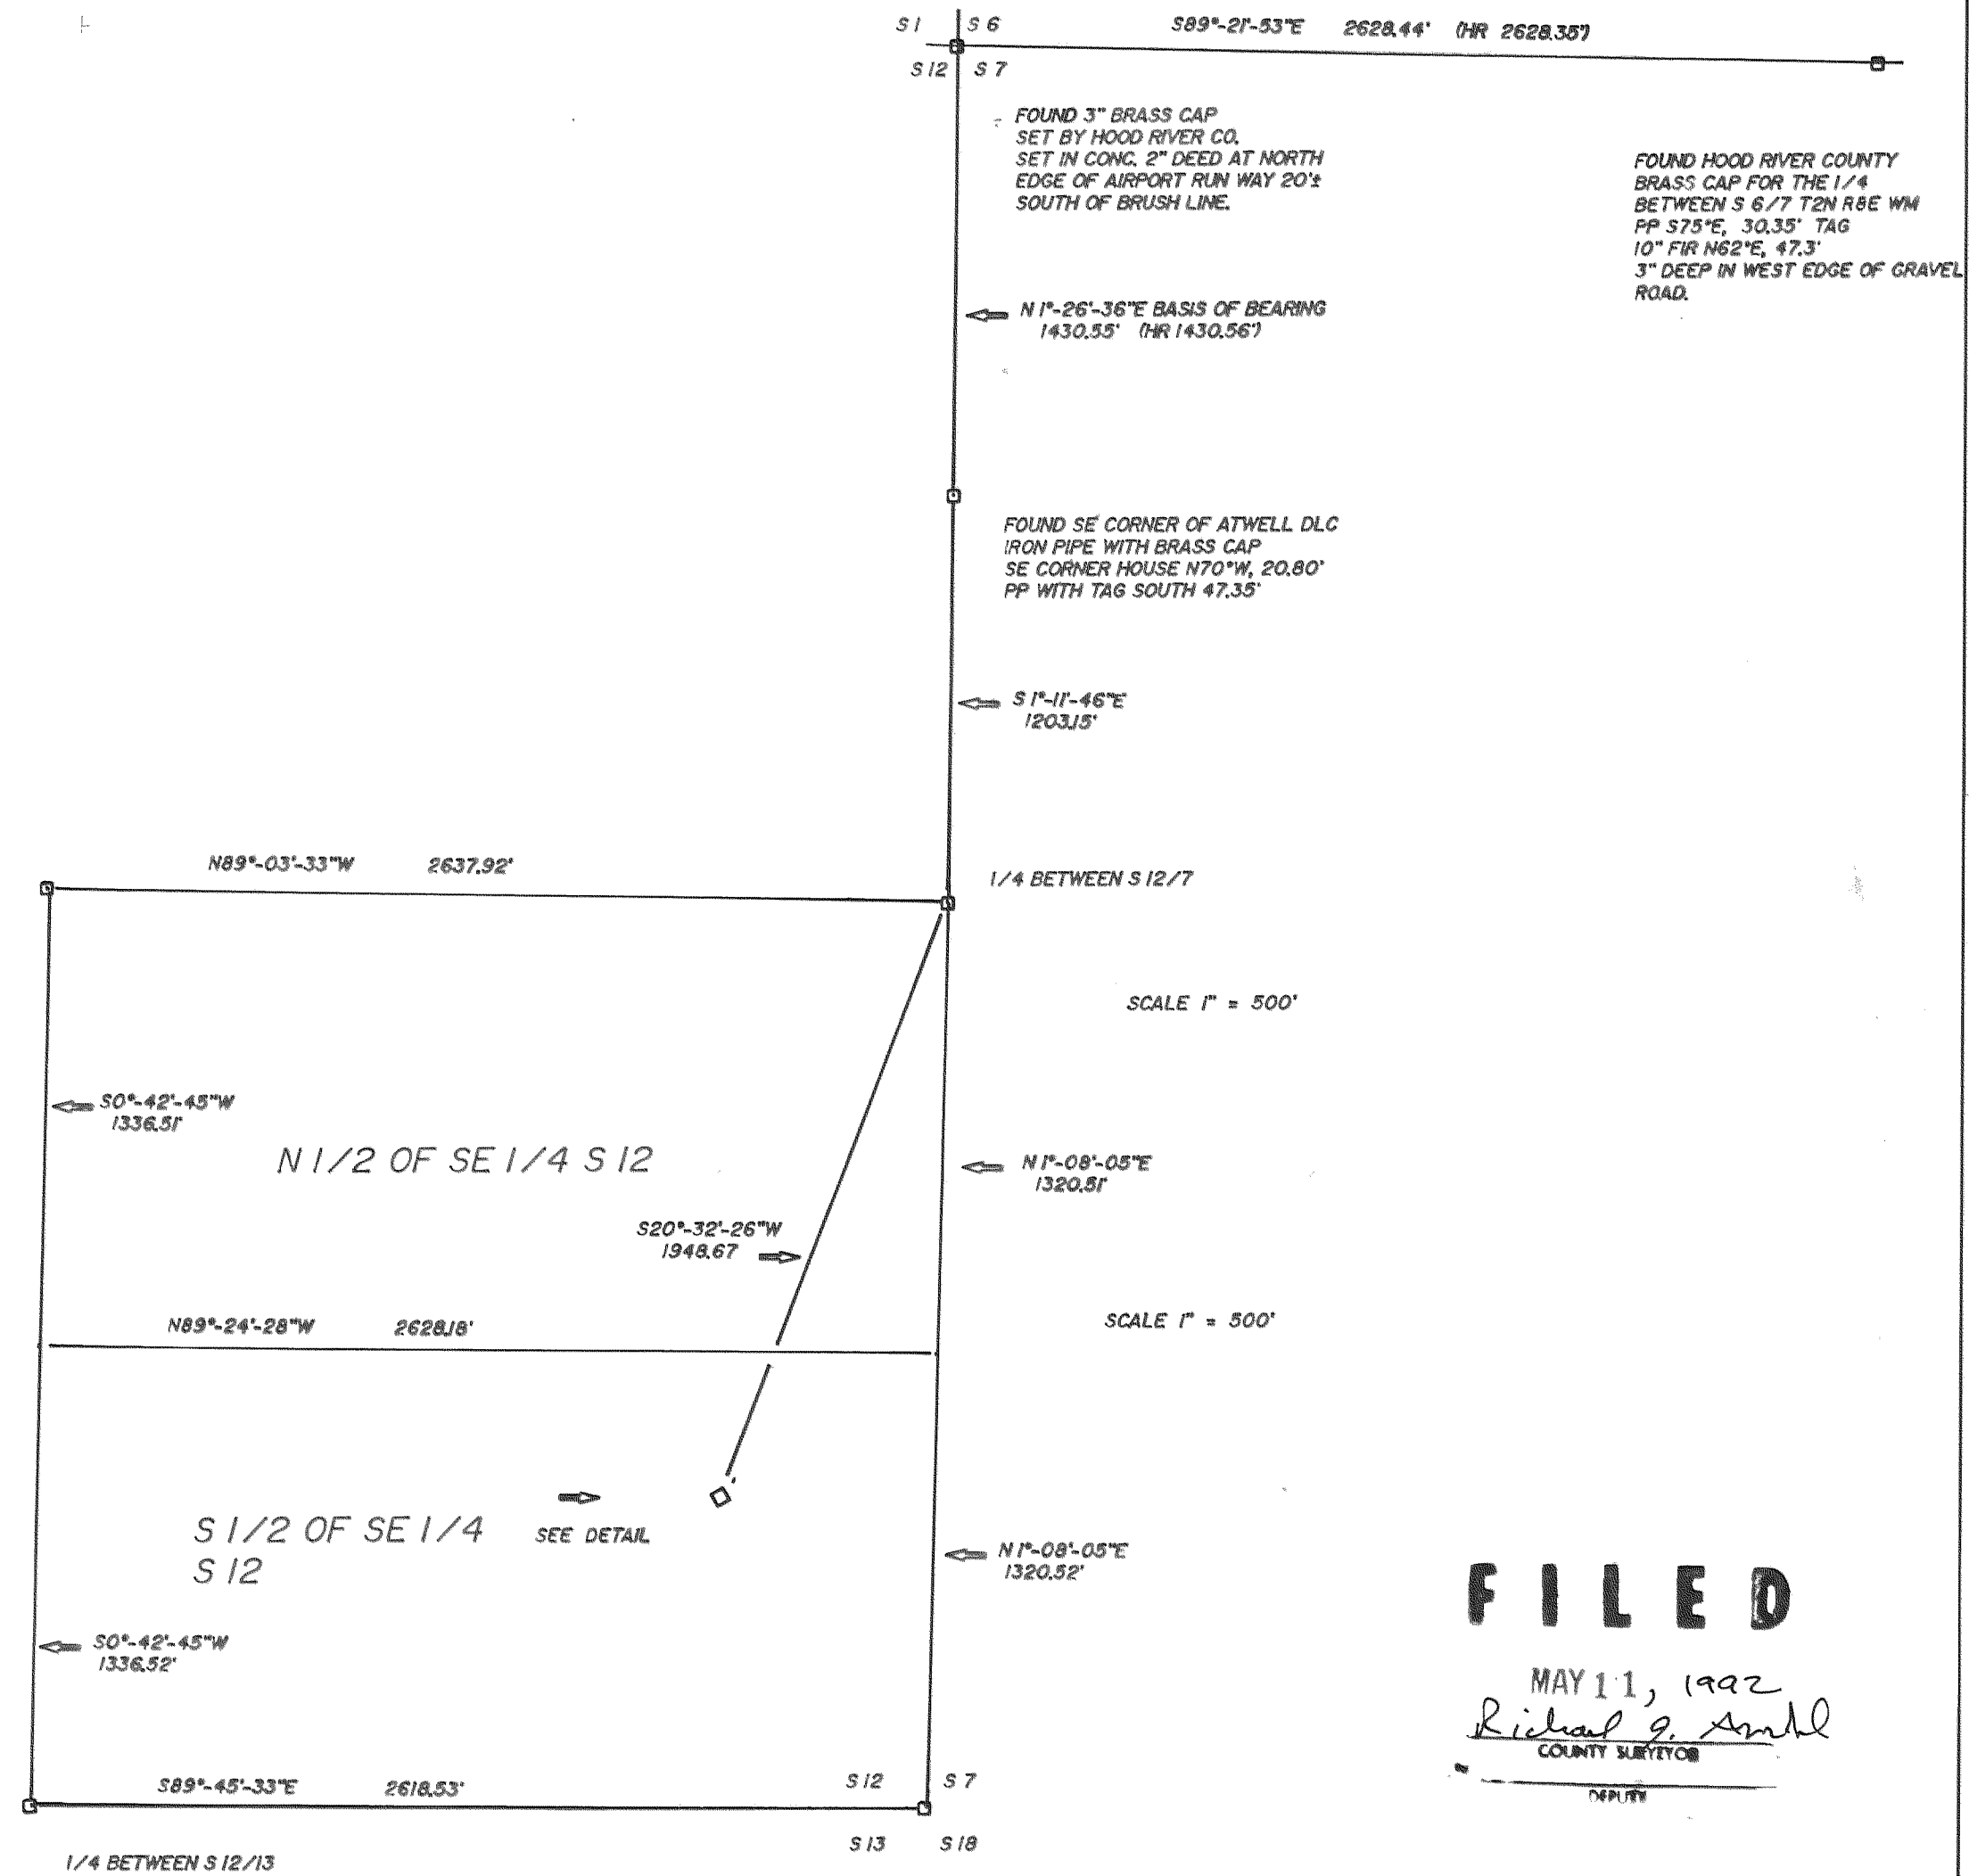 S 1 S 6 S89°-21'-53"E 2628.44' (HR 2628.35')
S 12 S 7
FOUND 3" BRASS CAP
SET BY HOOD RIVER CO.
SET IN CONC. 2" DEED AT NORTH
EDGE OF AIRPORT RUN WAY 20'±
SOUTH OF BRUSH LINE.
FOUND HOOD RIVER COUNTY
BRASS CAP FOR THE 1/4
BETWEEN S 6/7 T2N R8E WM
PP S75°E, 30.35' TAG
10" FIR N62°E, 47.3'
3" DEEP IN WEST EDGE OF GRAVEL
ROAD.
N 1°-26'-36"E BASIS OF BEARING
1430.55' (HR 1430.56')
FOUND SE CORNER OF ATWELL DLC
IRON PIPE WITH BRASS CAP
SE CORNER HOUSE N70°W, 20.80'
PP WITH TAG SOUTH 47.35'
S 1°-11'-46"E
1203.15'
N89°-03'-33"W 2637.92'
1/4 BETWEEN S 12/7
SCALE 1" = 500'
S0°-42'-45"W
1336.51'
N 1/2 OF SE 1/4 S 12
N 1°-08'-05"E
1320.51'
S20°-32'-26"W
1948.67
N89°-24'-28"W 2628.18'
SCALE 1" = 500'
S 1/2 OF SE 1/4
S 12
SEE DETAIL
N 1°-08'-05"E
1320.52'
S0°-42'-45"W
1336.52'
FILED
MAY 11, 1992
Richard
COUNTY SURVEYOR
DEPUTY
S89°-45'-33"E 2618.53'
S 12 S 7
S 13 S 18
1/4 BETWEEN S 12/13